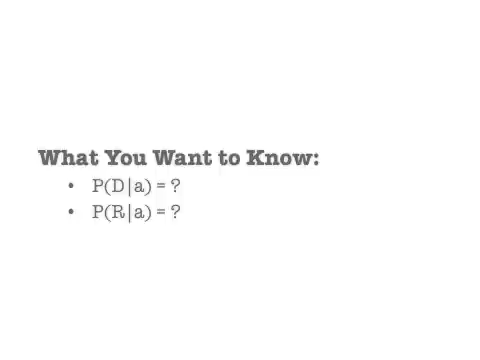 What You Want to Know:
• P(D|a) = ?
• P(R|a) = ?